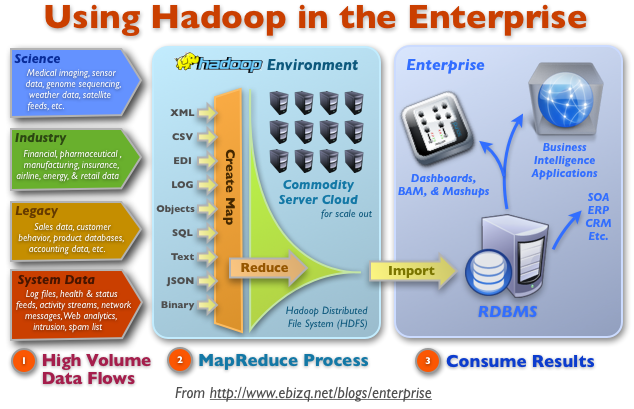 Using Hadoop in the Enterprise
Science
Medical imaging, sensor
data, genome sequencing,
weather data, satellite
feeds, etc.
Industry
Financial, pharmaceutical ,
manufacturing, insurance,
airline, energy, & retail data
Legacy
Sales data, customer
behavior, product databases,
accounting data, etc.
System Data
Log files, health & status
feeds, activity streams, network
messages, Web analytics,
intrusion, spam list
1 High Volume
Data Flows
hadoop Environment
XML
CSV
EDI
LOG
Objects
SQL
Text
JSON
Binary
Create Map
Commodity
Server Cloud
for scale out
Reduce
Hadoop Distributed
File System (HDFS)
2 MapReduce Process
Import
Enterprise
Dashboards,
BAM, & Mashups
Business
Intelligence
Applications
SOA
ERP
CRM
Etc.
RDBMS
3 Consume Results
From http://www.ebizq.net/blogs/enterprise